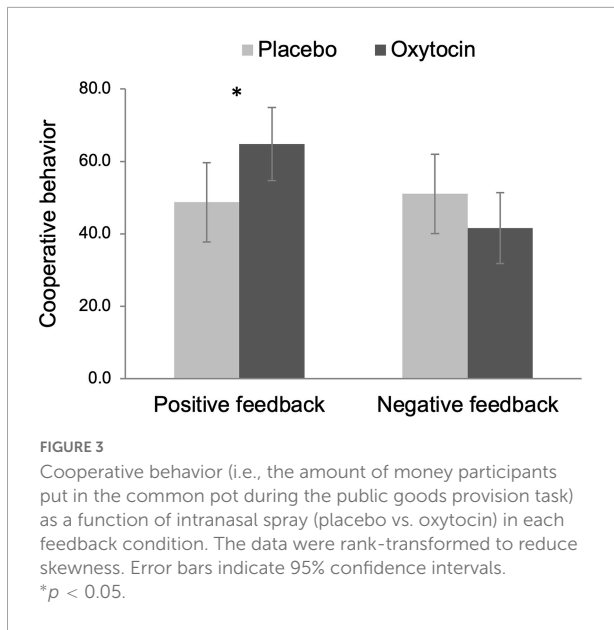 Placebo Oxytocin
80.0
*
60.0
40.0
20.0
0.0
Cooperative behavior
Positive feedback Negative feedback
FIGURE 3
Cooperative behavior (i.e., the amount of money participants
put in the common pot during the public goods provision task)
as a function of intranasal spray (placebo vs. oxytocin) in each
feedback condition. The data were rank-transformed to reduce
skewness. Error bars indicate 95% confidence intervals.
*p < 0.05.